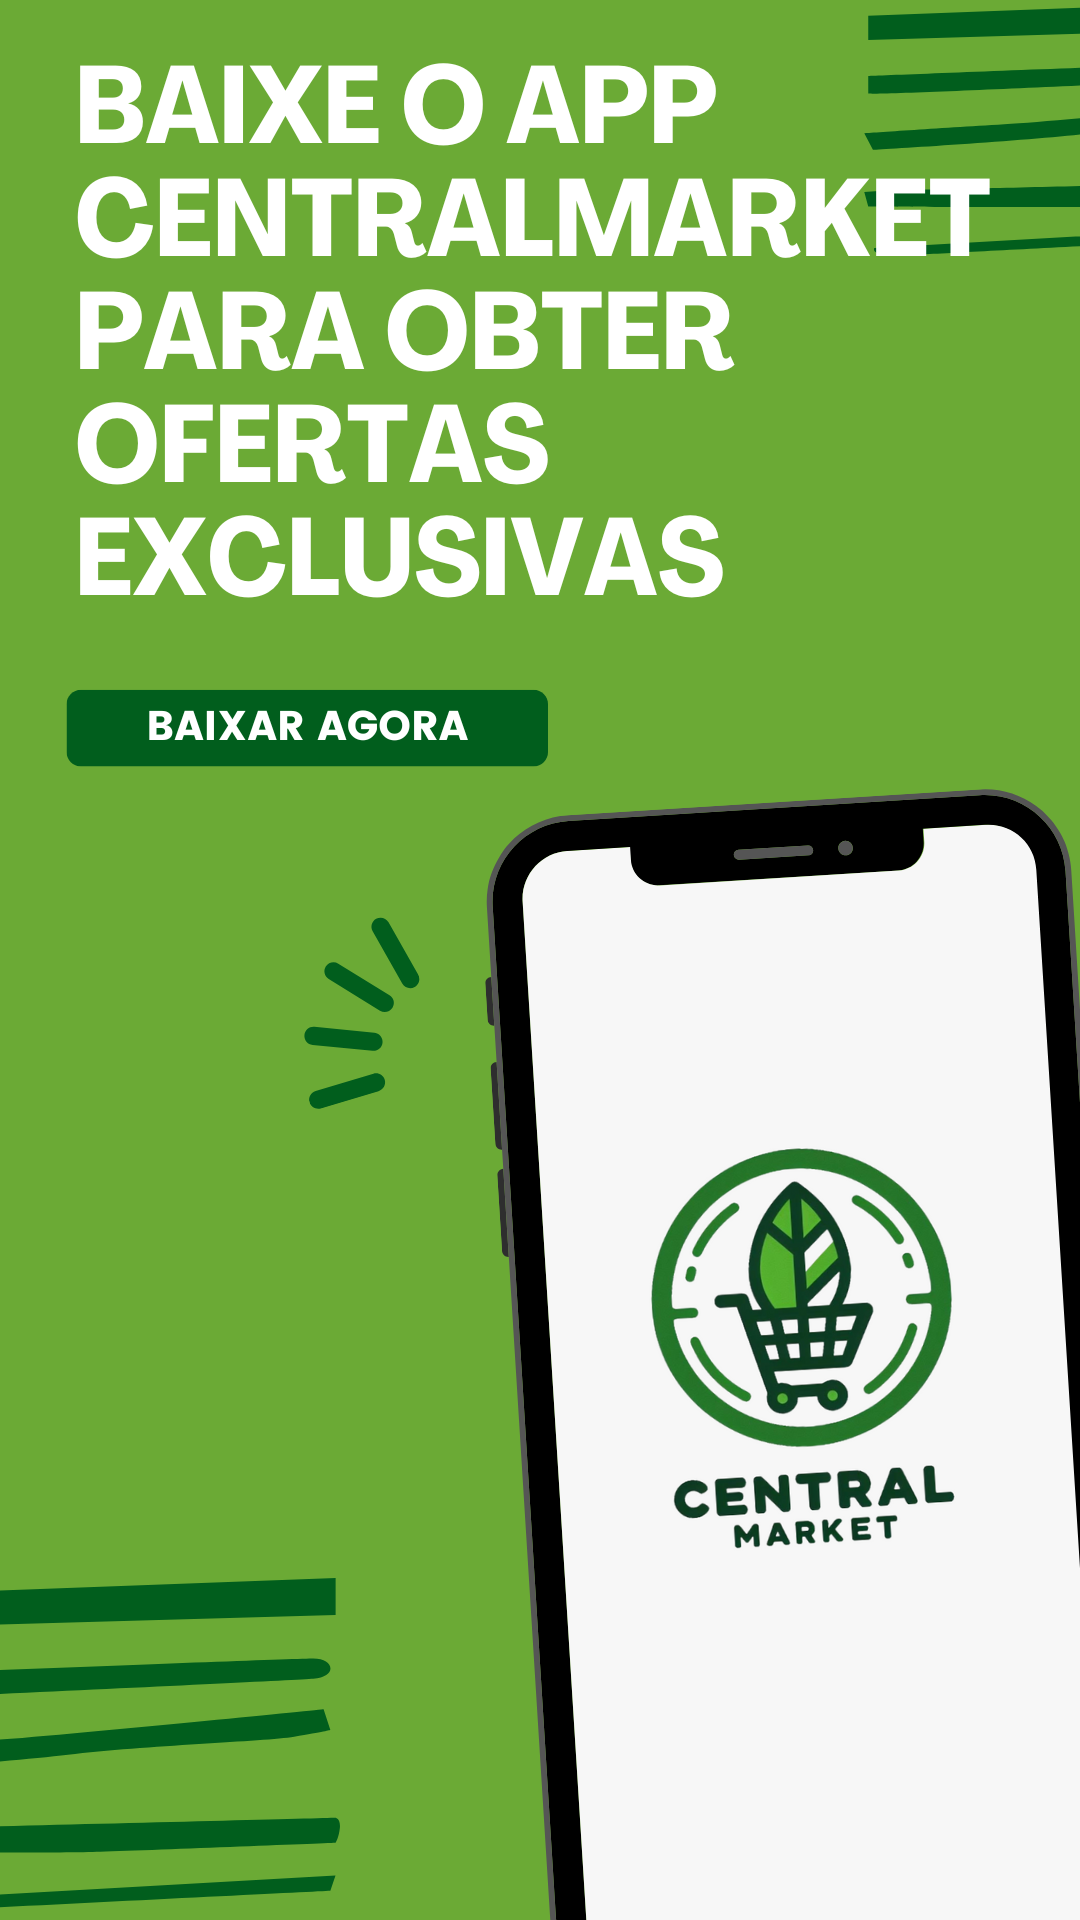 BAIXE O APP
CENTRALMARKET
PARA OBTER
OFERTAS
EXCLUSIVAS
BAIXAR AGORA
CENTRAL
MARKET